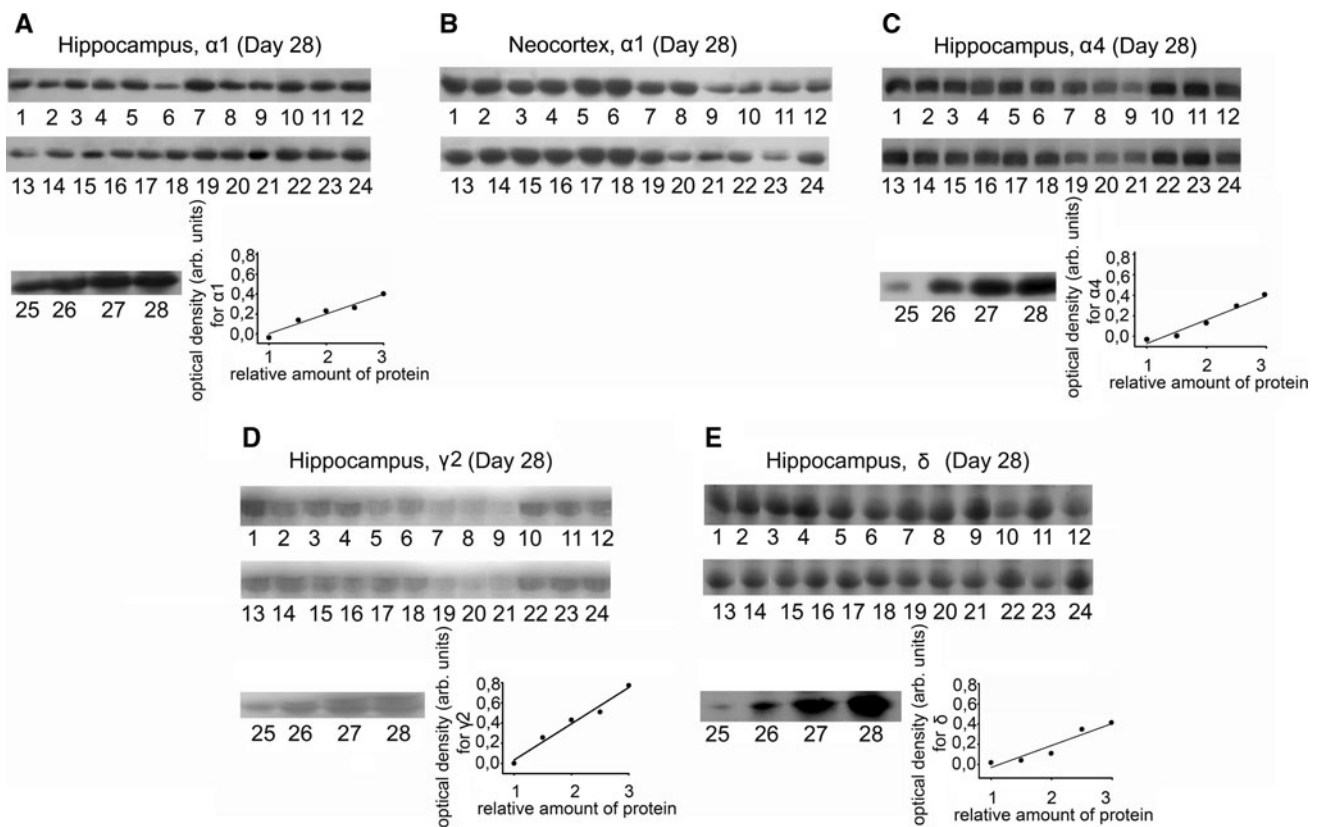 A
Hippocampus, α1 (Day 28)
1 2 3 4 5 6 7 8 9 10 11 12
13 14 15 16 17 18 19 20 21 22 23 24
25 26 27 28
optical density (arb. units)
for α1
0,8
0,6
0,4
0,2
0,0
1 2 3
relative amount of protein
B
Neocortex, α1 (Day 28)
1 2 3 4 5 6 7 8 9 10 11 12
13 14 15 16 17 18 19 20 21 22 23 24
C
Hippocampus, α4 (Day 28)
1 2 3 4 5 6 7 8 9 10 11 12
13 14 15 16 17 18 19 20 21 22 23 24
25 26 27 28
optical density (arb. units)
for α4
0,8
0,6
0,4
0,2
0,0
1 2 3
relative amount of protein
D
Hippocampus, γ2 (Day 28)
1 2 3 4 5 6 7 8 9 10 11 12
13 14 15 16 17 18 19 20 21 22 23 24
25 26 27 28
optical density (arb. units)
for γ2
0,8
0,6
0,4
0,2
0,0
1 2 3
relative amount of protein
E
Hippocampus, δ (Day 28)
1 2 3 4 5 6 7 8 9 10 11 12
13 14 15 16 17 18 19 20 21 22 23 24
25 26 27 28
optical density (arb. units)
for δ
0,8
0,6
0,4
0,2
0,0
1 2 3
relative amount of protein